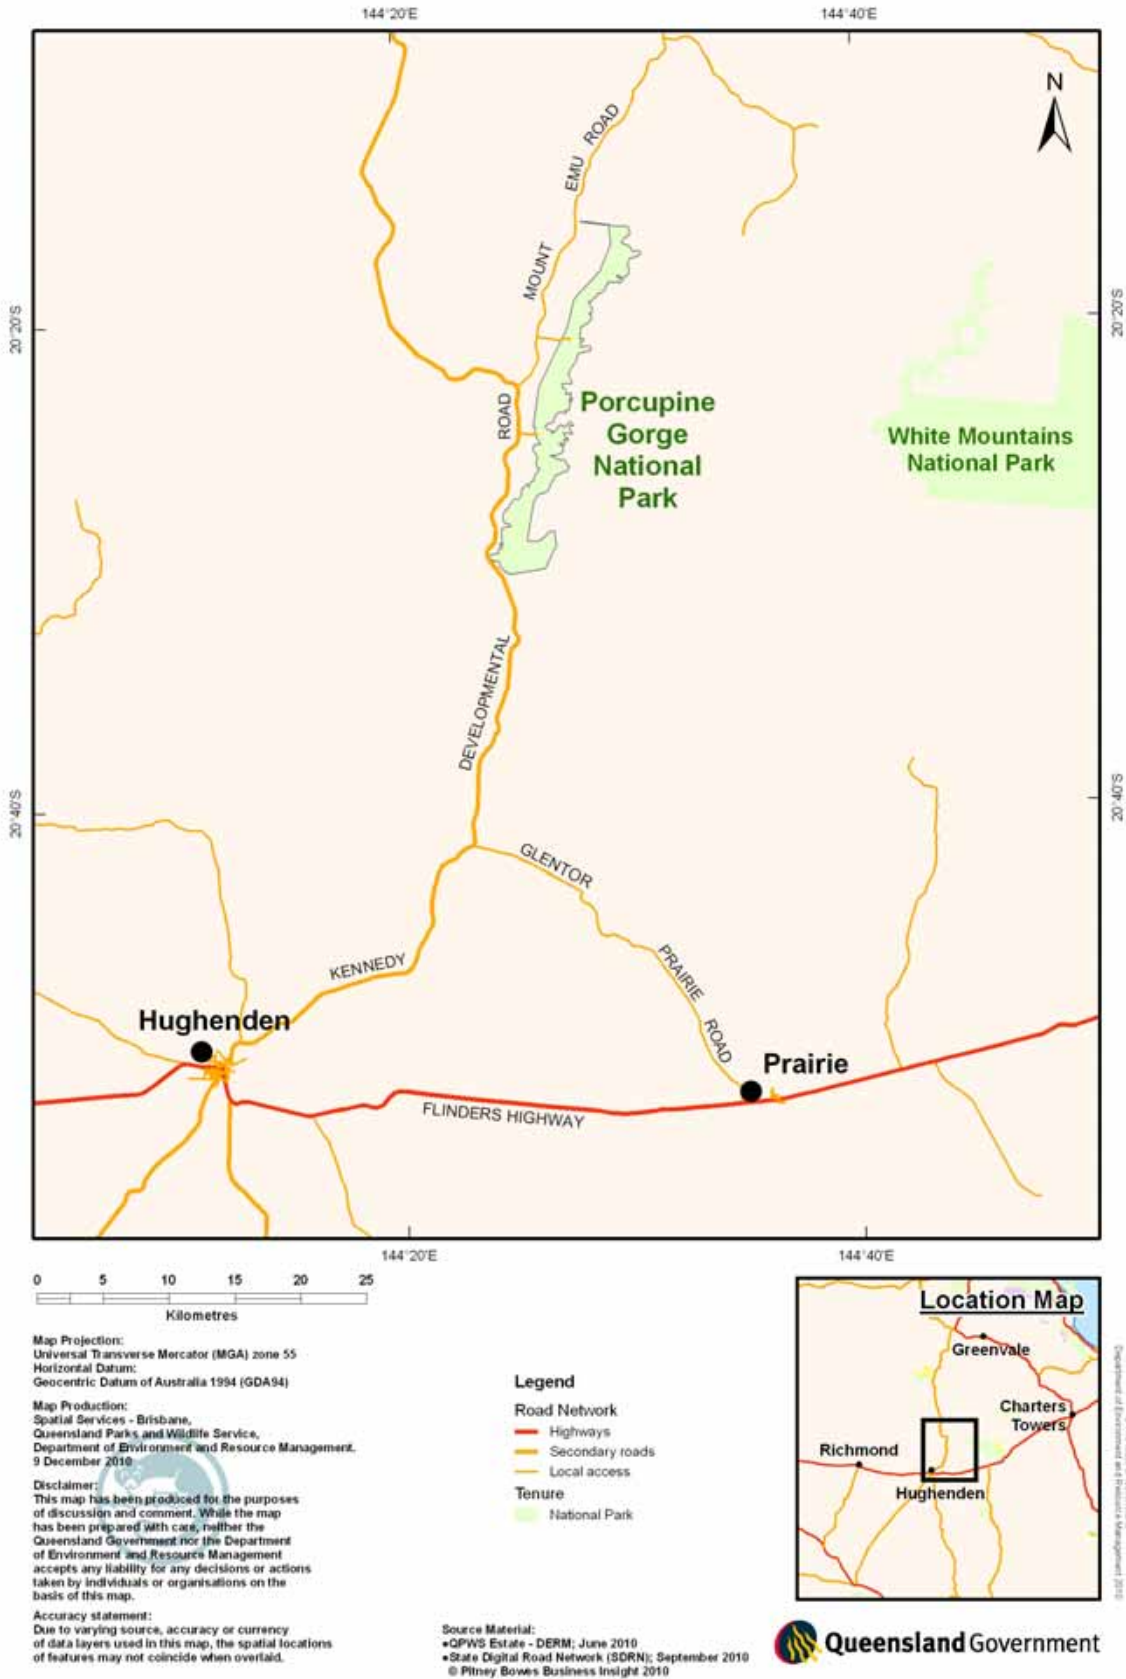 144°20'E
144°40'E
N
EMU ROAD
MOUNT
20°20'S
20°20'S
ROAD
Porcupine
Gorge
National
Park
White Mountains
National Park
DEVELOPMENTAL
20°40'S
20°40'S
GLENTOR
PRAIRIE
ROAD
KENNEDY
Hughenden
Prairie
FLINDERS HIGHWAY
144°20'E
144°40'E
0 5 10 15 20 25
Kilometres
Map Projection:
Universal Transverse Mercator (MGA) zone 55
Horizontal Datum:
Geocentric Datum of Australia 1994 (GDA94)
Map Production:
Spatial Services - Brisbane,
Queensland Parks and Wildlife Service,
Department of Environment and Resource Management.
9 December 2010
Disclaimer:
This map has been produced for the purposes
of discussion and comment. While the map
has been prepared with care, neither the
Queensland Government nor the Department
of Environment and Resource Management
accepts any liability for any decisions or actions
taken by individuals or organisations on the
basis of this map.
Accuracy statement:
Due to varying source, accuracy or currency
of data layers used in this map, the spatial locations
of features may not coincide when overlaid.
Legend
Road Network
Highways
Secondary roads
Local access
Tenure
National Park
Source Material:
•QPWS Estate - DERM; June 2010
•State Digital Road Network (SDRN); September 2010
© Pitney Bowes Business Insight 2010
Location Map
Greenvale
Charters
Towers
Richmond
Hughenden
Department of Environment and Resource Management 2010
Queensland Government